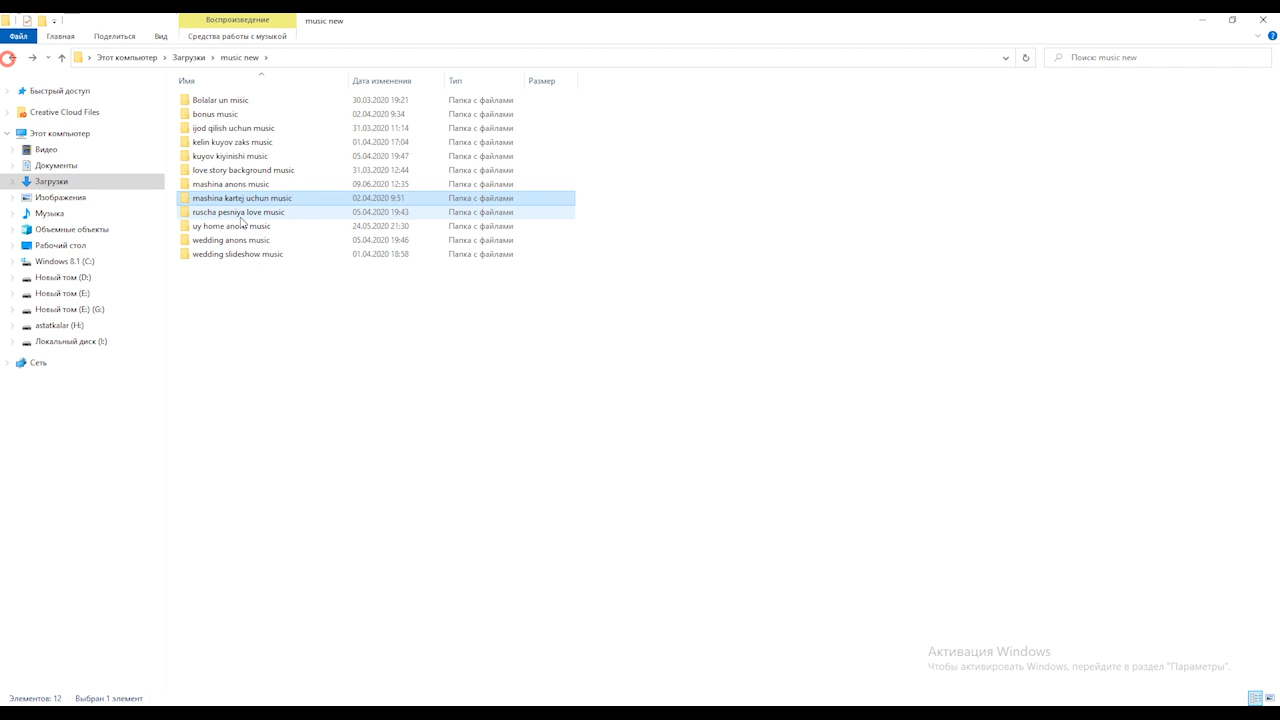 Воспроизведение
music new
Файл
Главная
Поделиться
Вид
Средства работы с музыкой
Этот компьютер
Загрузки
music new
Поиск: music new
Быстрый доступ
Creative Cloud Files
Этот компьютер
Видео
Документы
Загрузки
Изображения
Музыка
Объемные объекты
Рабочий стол
Windows 8.1 (C:)
Новый том (D:)
Новый том (E:)
Новый том (E:) (G:)
astatkalar (H:)
Локальный диск (I:)
Сеть
Имя Дата изменения Тип Размер
Bolalar un misic 30.03.2020 19:21 Папка с файлами
bonus music 02.04.2020 9:34 Папка с файлами
ijod qilish uchun music 31.03.2020 11:14 Папка с файлами
kelin kuyov zaks music 01.04.2020 17:04 Папка с файлами
kuyov kiyinishi music 05.04.2020 19:47 Папка с файлами
love story background music 31.03.2020 12:44 Папка с файлами
mashina anons music 09.06.2020 12:35 Папка с файлами
mashina kartej uchun music 02.04.2020 9:51 Папка с файлами
ruscha pesniya love music 05.04.2020 19:43 Папка с файлами
uy home anons music 24.05.2020 21:30 Папка с файлами
wedding anons music 05.04.2020 19:46 Папка с файлами
wedding slideshow music 01.04.2020 18:58 Папка с файлами
Активация Windows
Чтобы активировать Windows, перейдите в раздел "Параметры".
Элементов: 12 Выбран 1 элемент